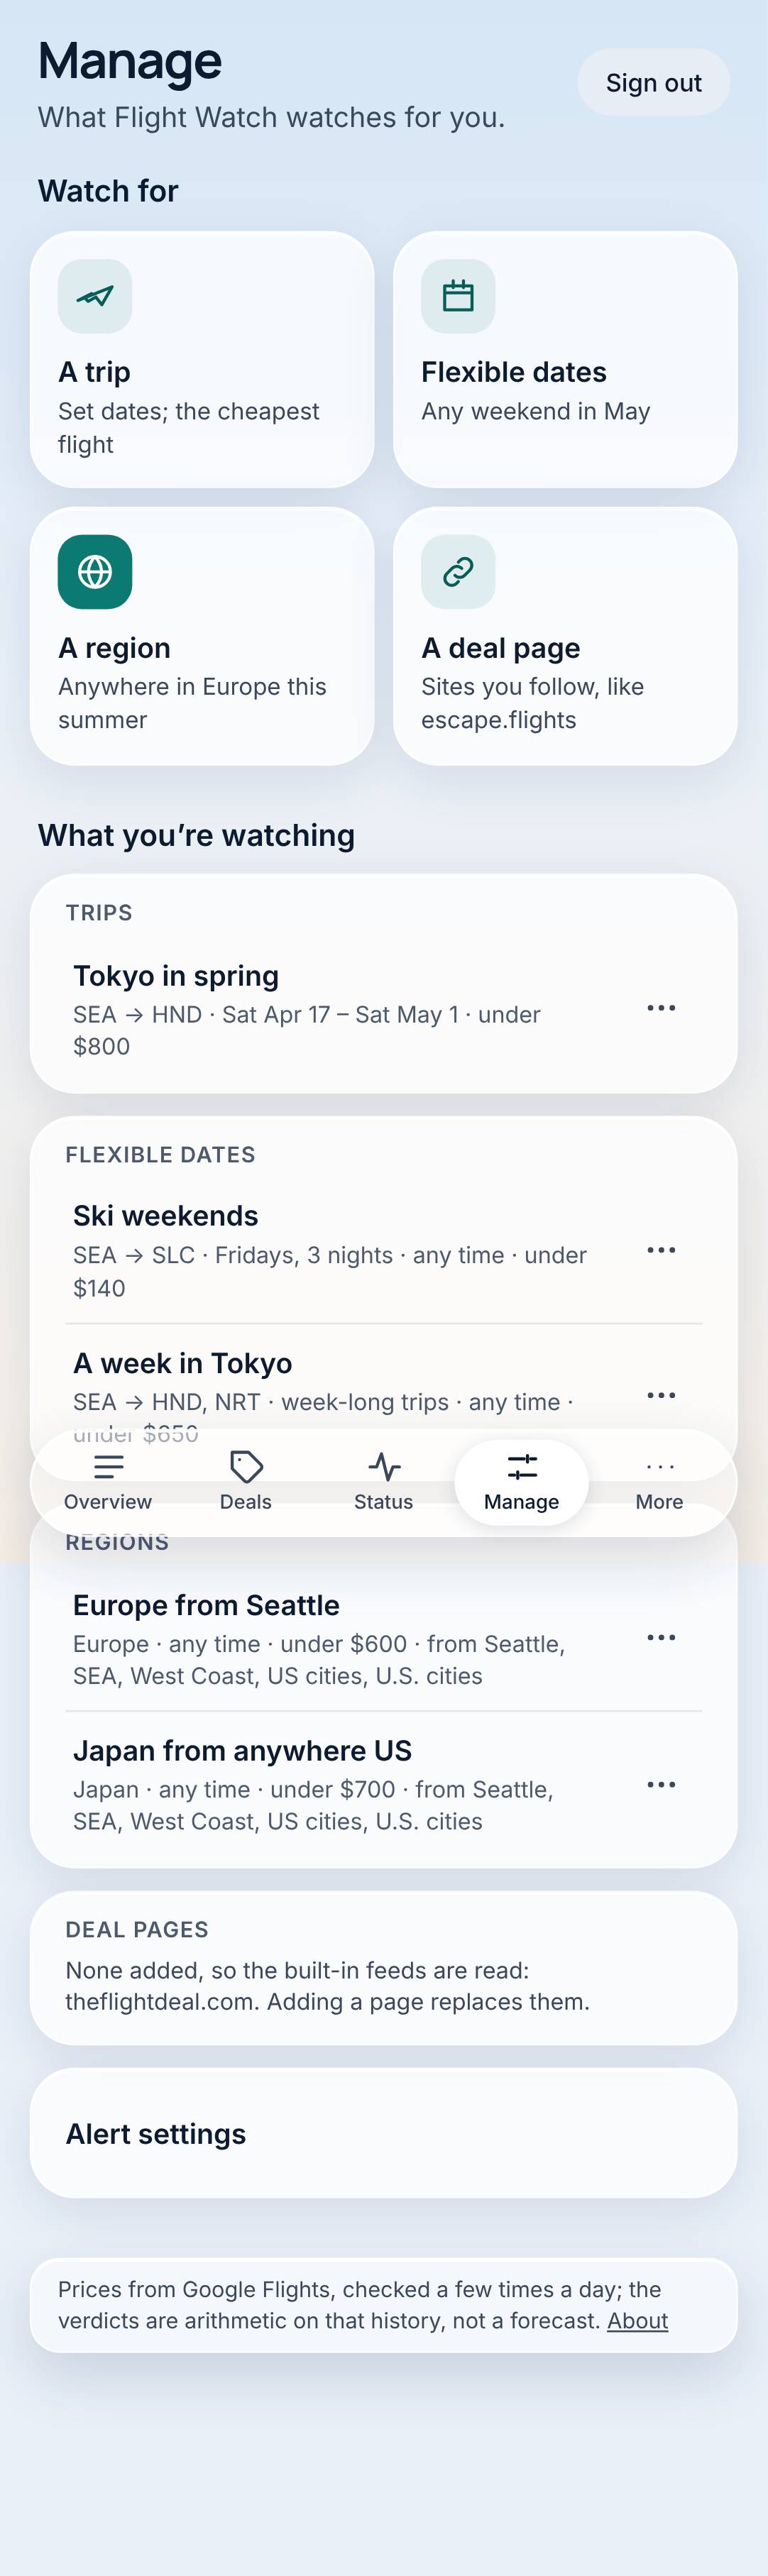 Manage
Sign out
What Flight Watch watches for you.
Watch for
A trip
Set dates; the cheapest
flight
Flexible dates
Any weekend in May
A region
Anywhere in Europe this
summer
A deal page
Sites you follow, like
escape.flights
What you’re watching
TRIPS
Tokyo in spring
SEA → HND · Sat Apr 17 – Sat May 1 · under
$800
FLEXIBLE DATES
Ski weekends
SEA → SLC · Fridays, 3 nights · any time · under
$140
A week in Tokyo
SEA → HND, NRT · week-long trips · any time ·
under $650
Overview
Deals
Status
Manage
More
REGIONS
Europe from Seattle
Europe · any time · under $600 · from Seattle,
SEA, West Coast, US cities, U.S. cities
Japan from anywhere US
Japan · any time · under $700 · from Seattle,
SEA, West Coast, US cities, U.S. cities
DEAL PAGES
None added, so the built-in feeds are read:
theflightdeal.com. Adding a page replaces them.
Alert settings
Prices from Google Flights, checked a few times a day; the
verdicts are arithmetic on that history, not a forecast. About